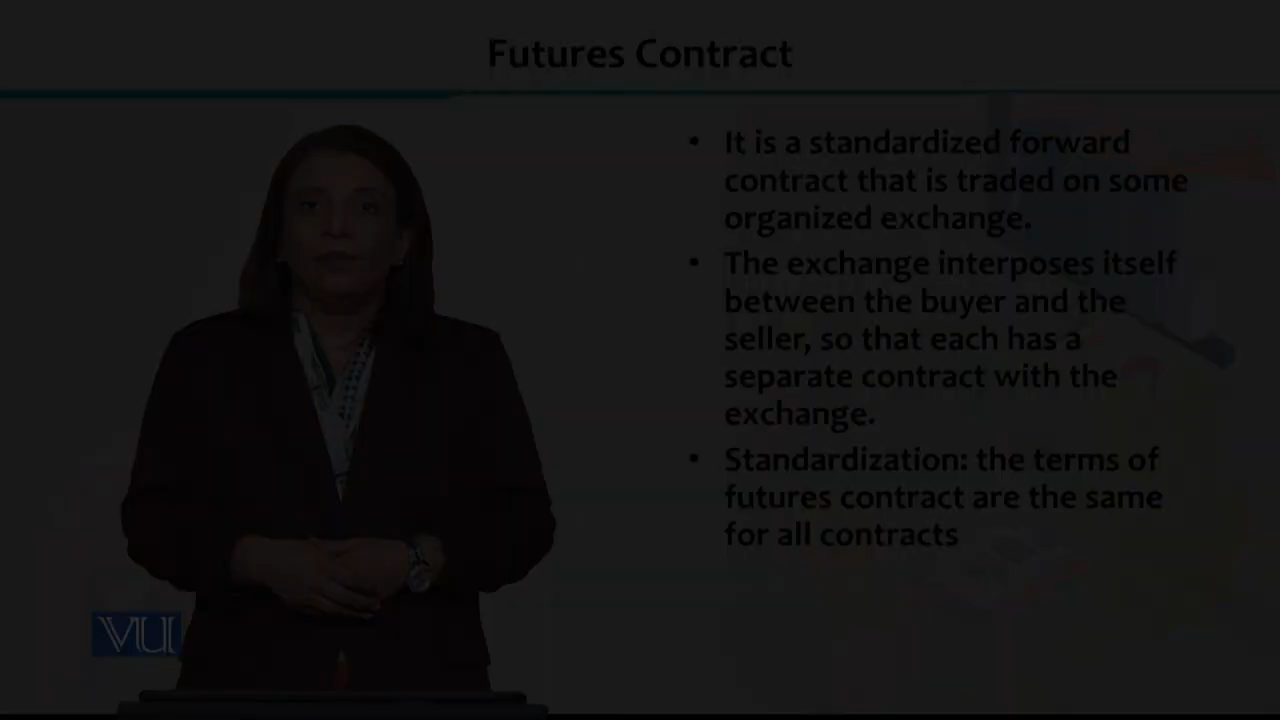 Futures Contract
• It is a standardized forward
contract that is traded on some
organized exchange.
• The exchange interposes itself
between the buyer and the
seller, so that each has a
separate contract with the
exchange.
• Standardization: the terms of
futures contract are the same
for all contracts
VU